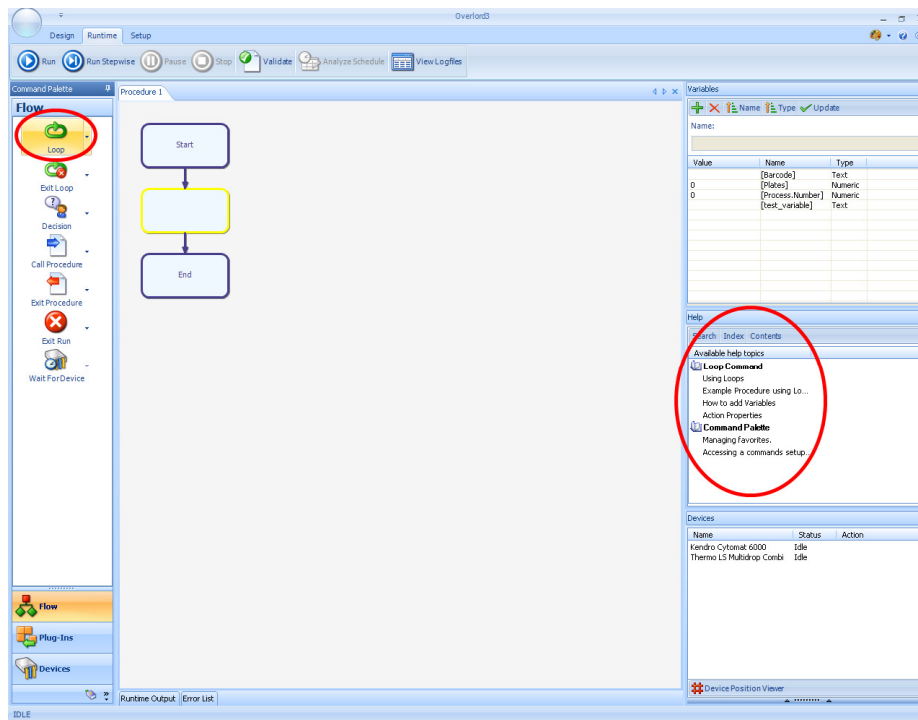 Overlord3
Design Runtime Setup
Run Run Stepwise Pause Stop Validate Analyze Schedule View Logfiles
Command Palette
Flow
Loop
Exit Loop
Decision
Call Procedure
Exit Procedure
Exit Run
Wait For Device
Flow
Plug-Ins
Devices
IDLE
Procedure 1
Start
End
Runtime Output Error List
Variables
Name Type Update
Name:
Value Name Type
[Barcode] Text
0 [Plates] Numeric
0 [Process.Number] Numeric
[test_variable] Text
Help
Search Index Contents
Available help topics
Loop Command
Using Loops
Example Procedure using Lo...
How to add Variables
Action Properties
Command Palette
Managing favorites.
Accessing a commands setup...
Devices
Name Status Action
Kendro Cytomat 6000 Idle
Thermo LS Multidrop Combi Idle
Device Position Viewer